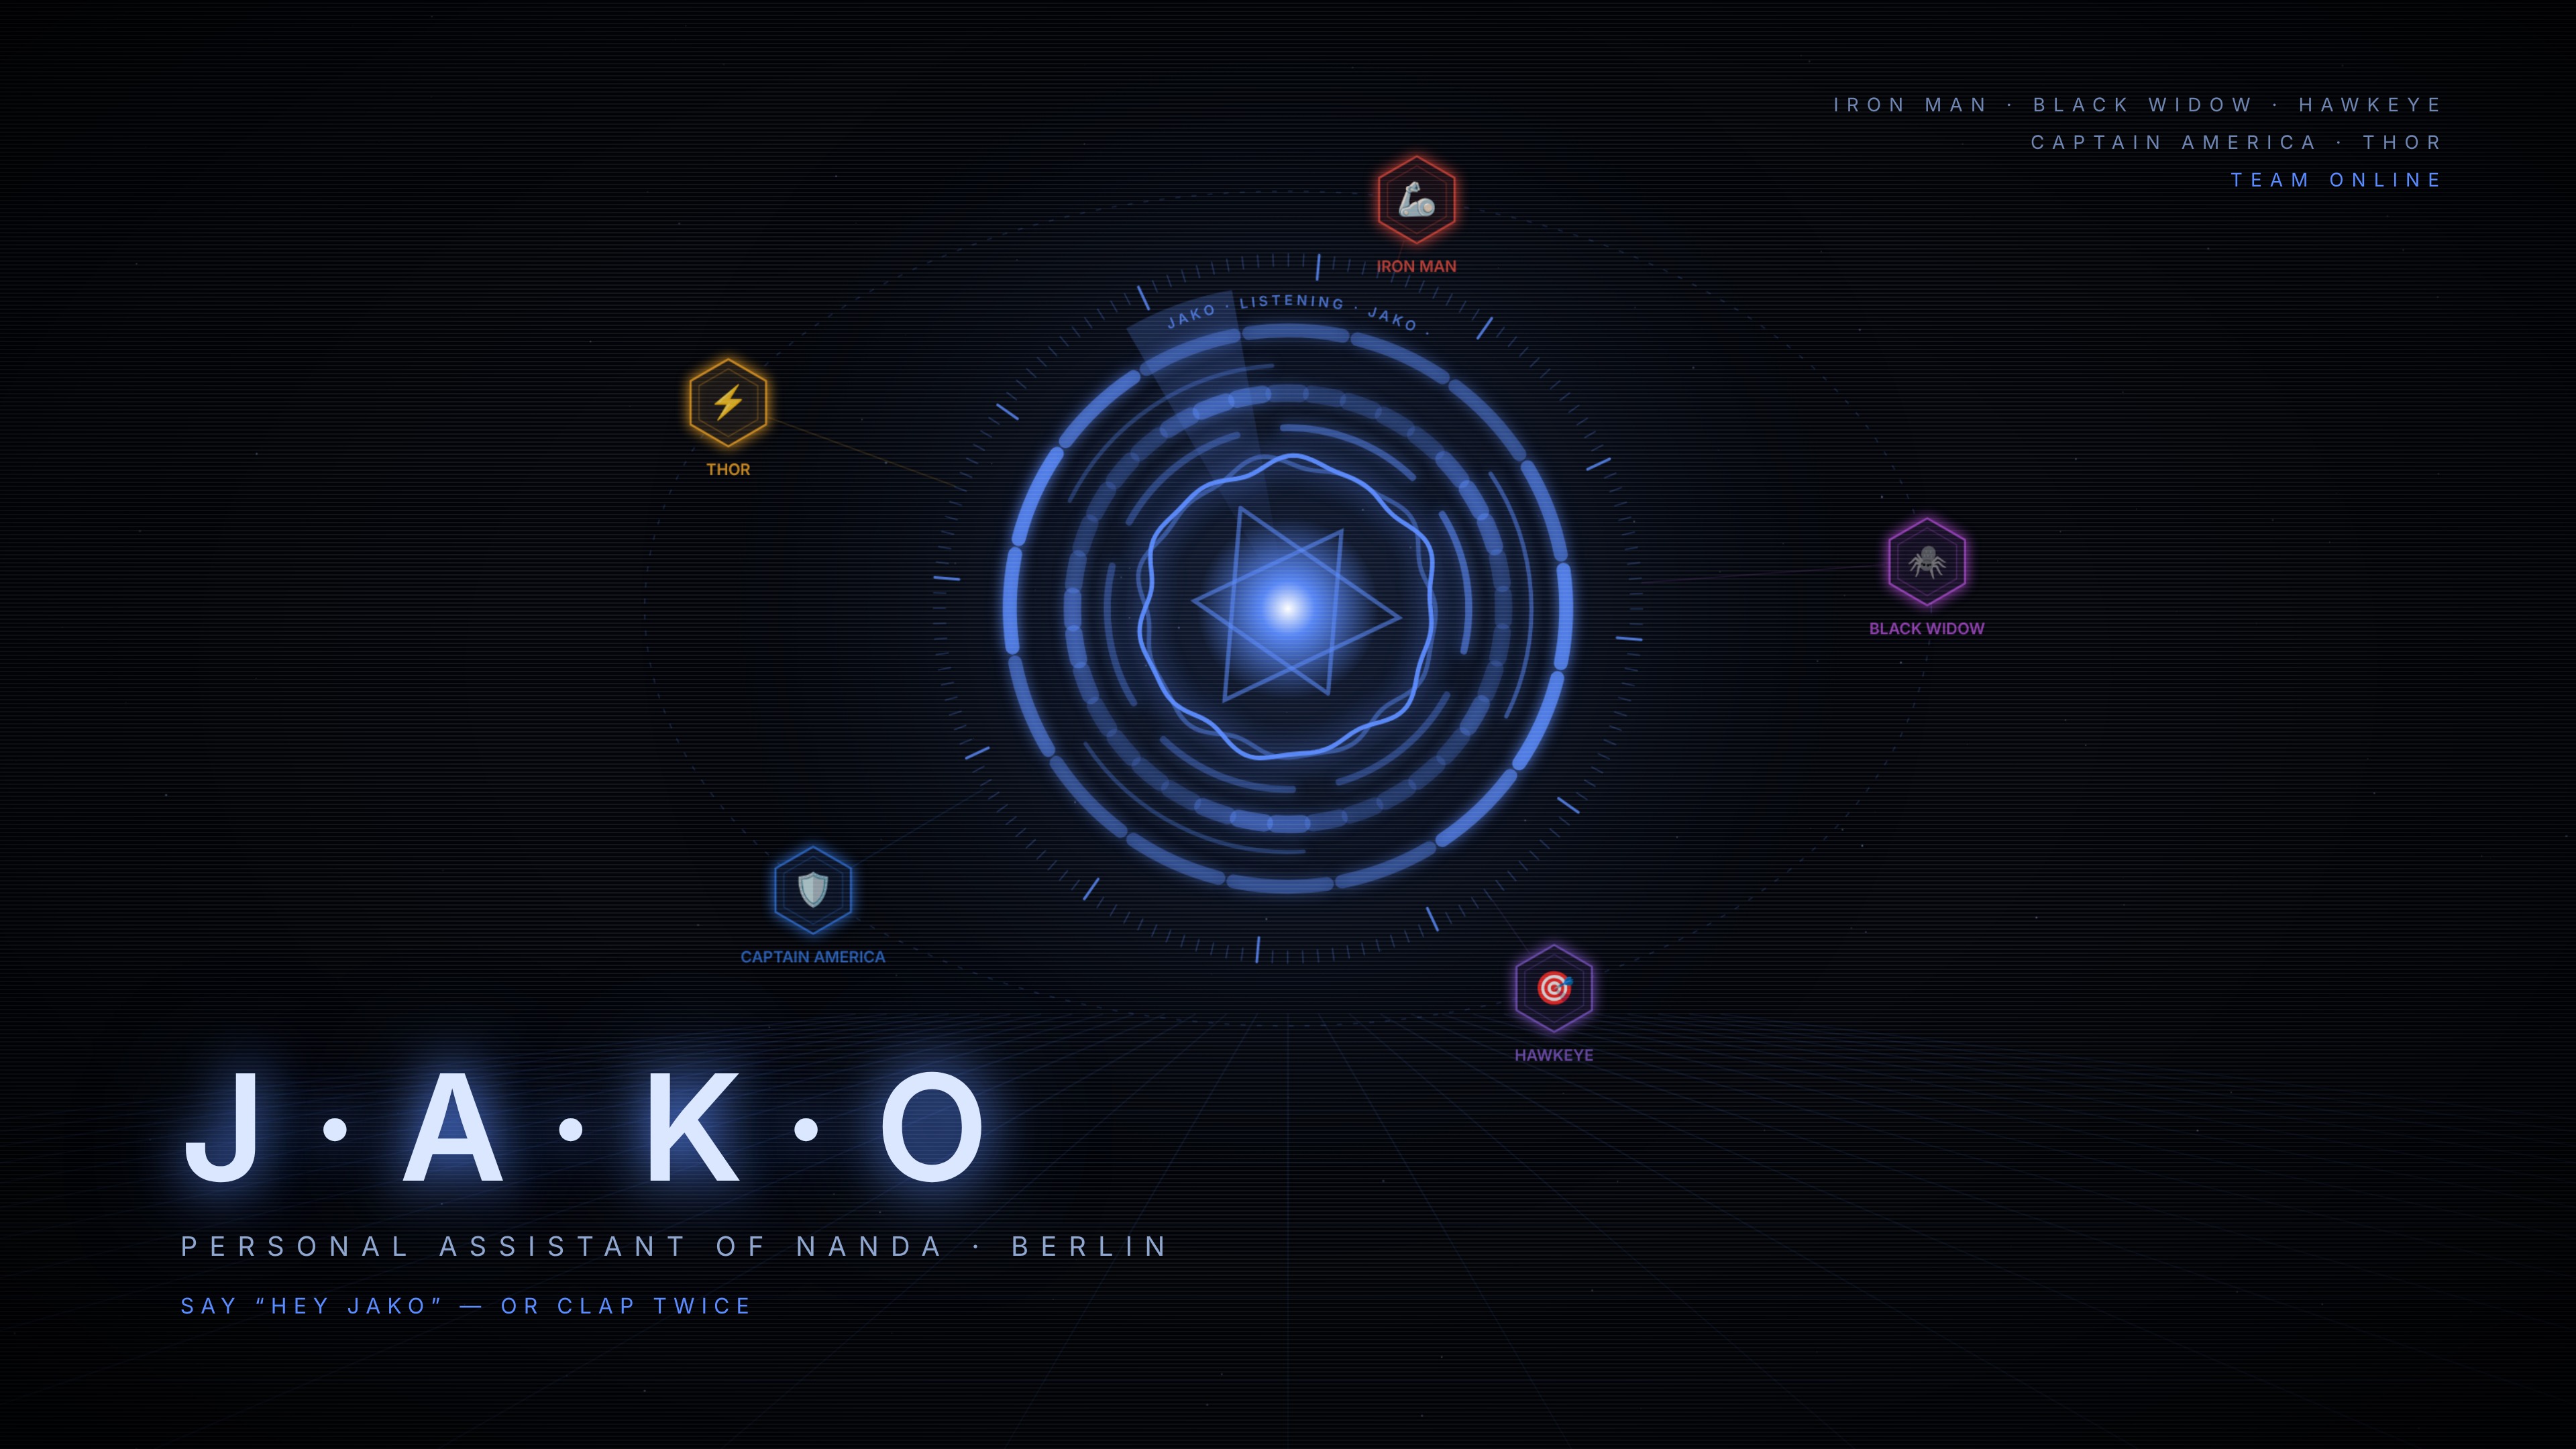 IRON MAN · BLACK WIDOW · HAWKEYE
CAPTAIN AMERICA · THOR
TEAM ONLINE
IRON MAN
JAKO · LISTENING · JAKO ·
THOR
BLACK WIDOW
CAPTAIN AMERICA
HAWKEYE
J·A·K·O
PERSONAL ASSISTANT OF NANDA · BERLIN
SAY “HEY JAKO” — OR CLAP TWICE